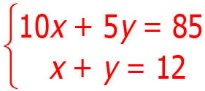 10x + 5y = 85
x + y = 12